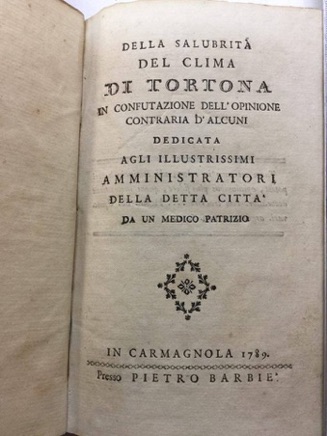 DELLA SALUBRITÀ
DEL CLIMA
DI TORTONA
IN CONFUTAZIONE DELL'OPINIONE
CONTRARIA D'ALCUNI
DEDICATA
AGLI ILLUSTRISSIMI
AMMINISTRATORI
DELLA DETTA CITTA'
DA UN MEDICO PATRIZIO
IN CARMAGNOLA 1789.
Presso PIETRO BARBIE'